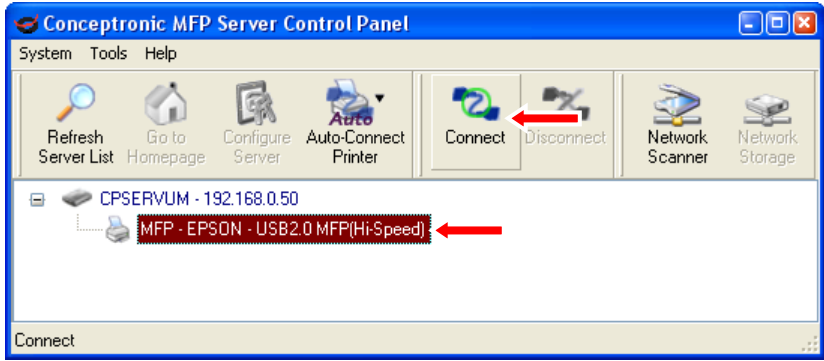 Conceptronic MFP Server Control Panel
System Tools Help
Auto
Refresh Server List
Go to Homepage
Configure Server
Auto-Connect Printer
Connect
Disconnect
Network Scanner
Network Storage
CPSERVUM - 192.168.0.50
MFP - EPSON - USB2.0 MFP(Hi-Speed)
Connect